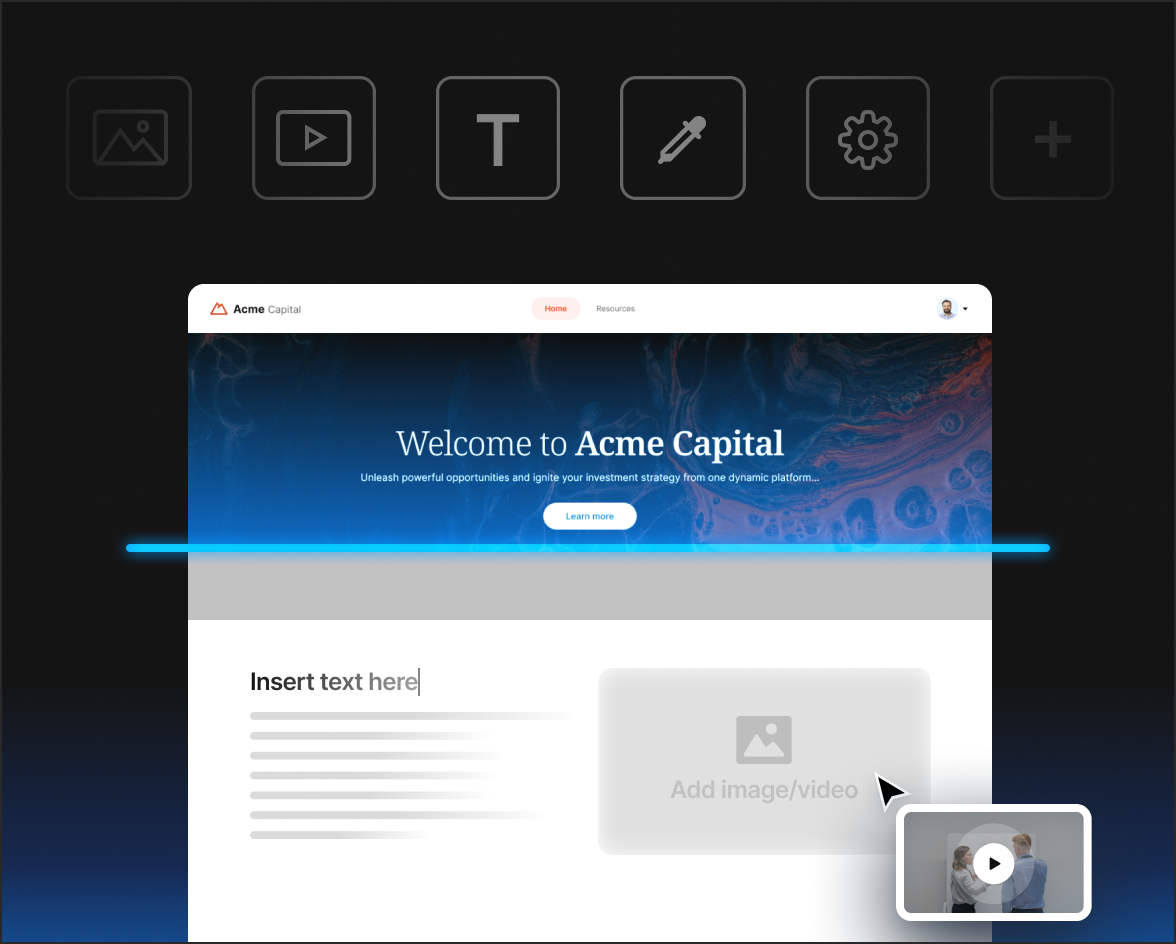 T
Acme Capital
Home
Resources
Welcome to Acme Capital
Unleash powerful opportunities and ignite your investment strategy from one dynamic platform...
Learn more
Insert text here
Add image/video